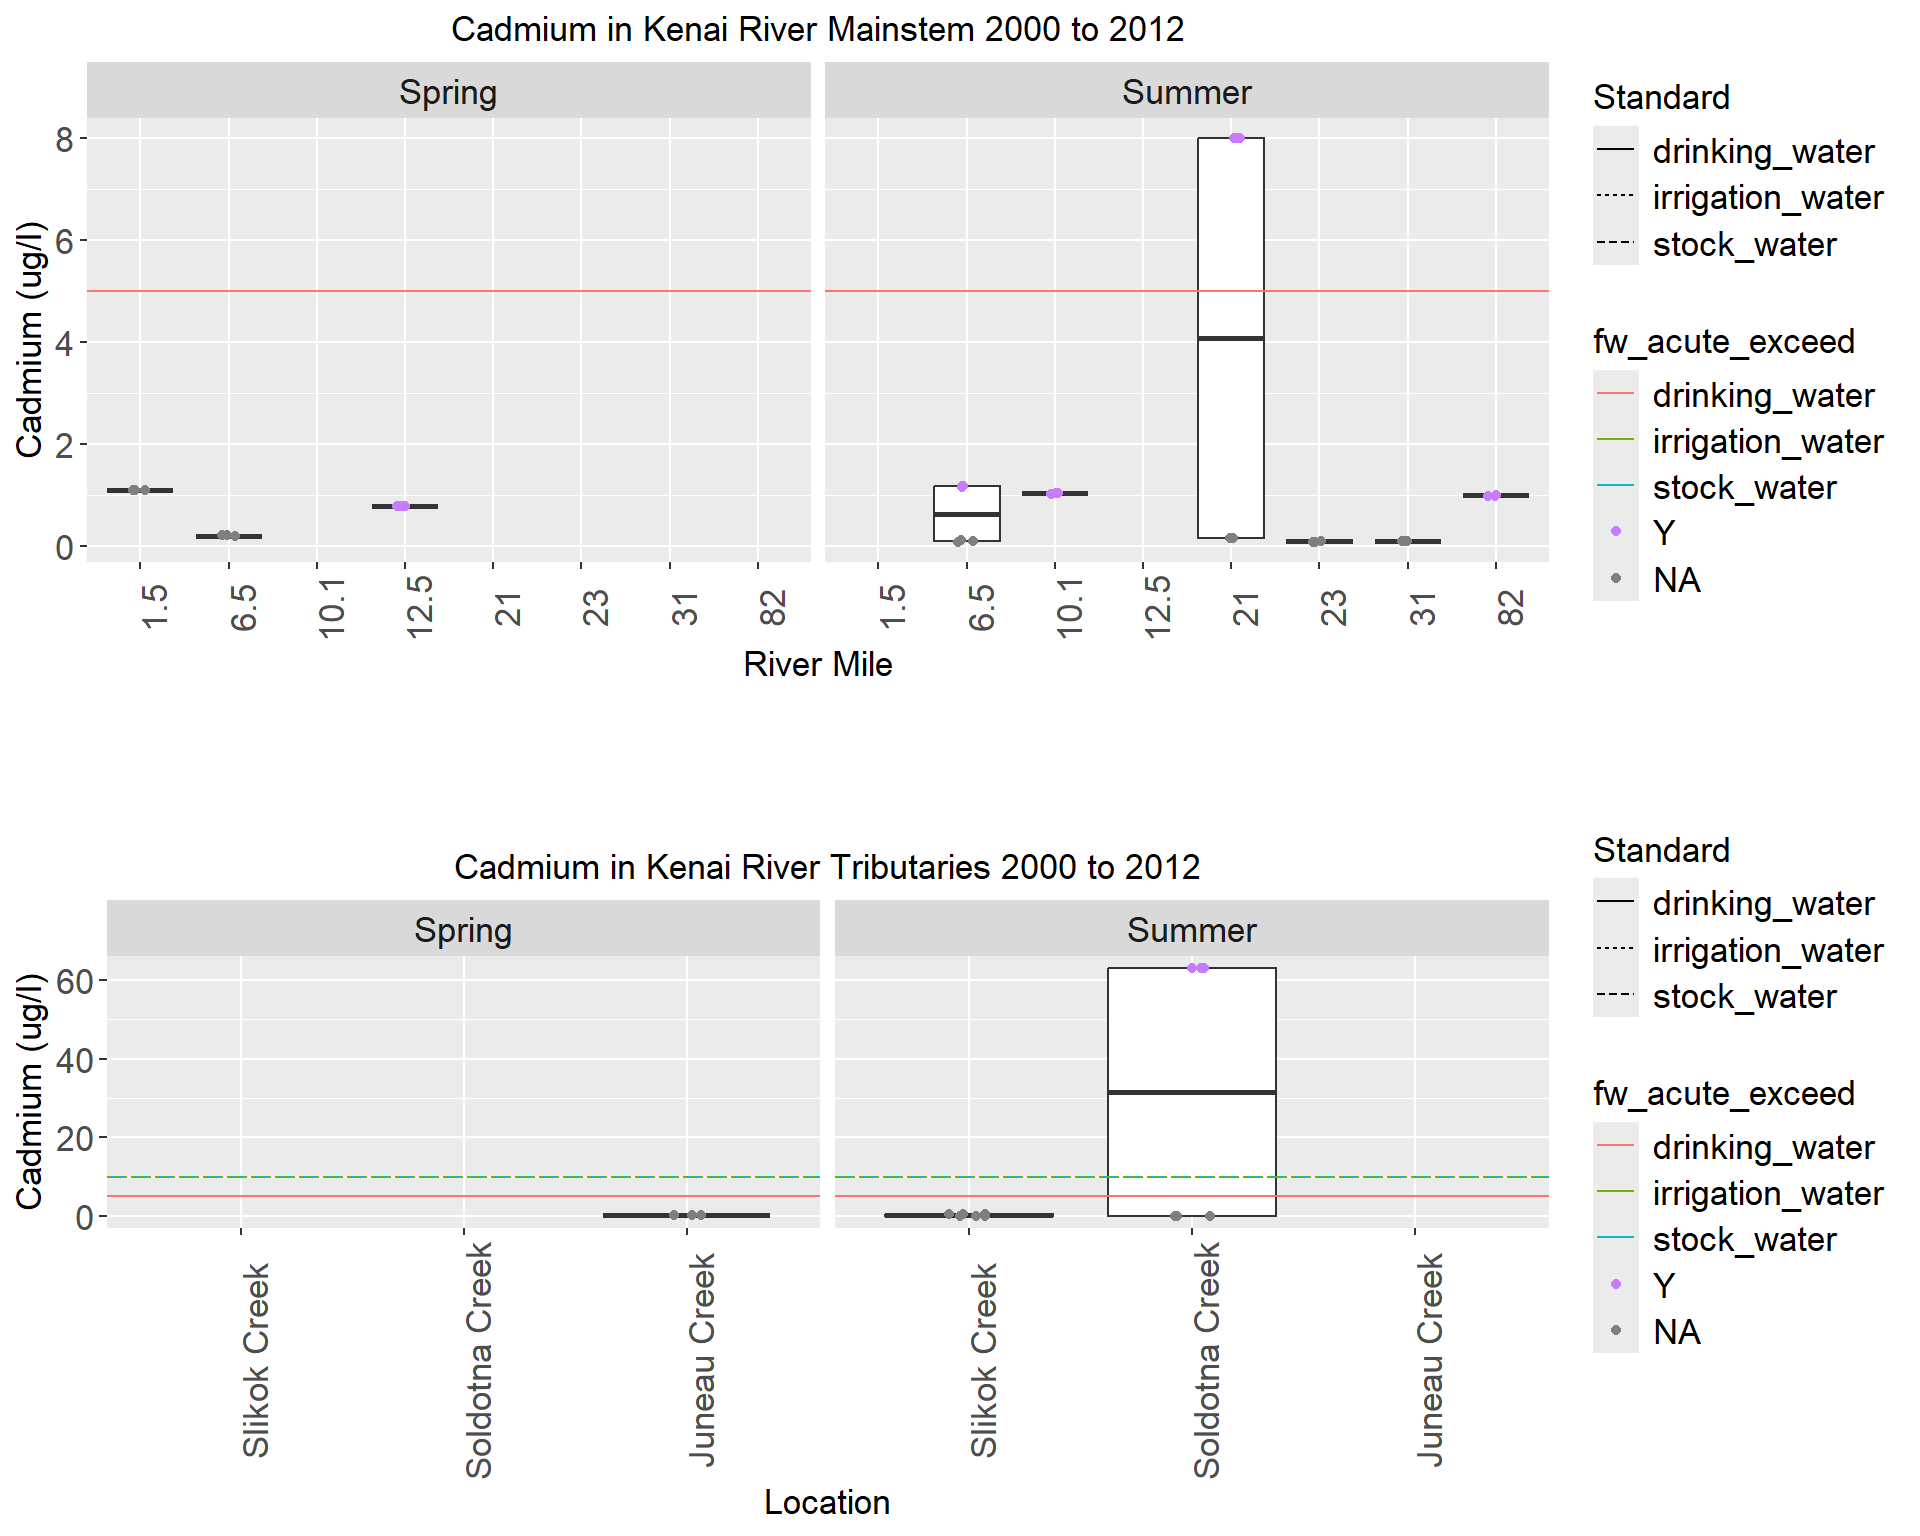 Cadmium in Kenai River Mainstem 2000 to 2012
Spring
Summer
Cadmium (ug/l)
8
6
4
2
0
1.5
6.5
10.1
12.5
21
23
31
82
1.5
6.5
10.1
12.5
21
23
31
82
River Mile
Standard
drinking_water
irrigation_water
stock_water
fw_acute_exceed
drinking_water
irrigation_water
stock_water
Y
NA
Cadmium in Kenai River Tributaries 2000 to 2012
Spring
Summer
Cadmium (ug/l)
60
40
20
0
Slikok Creek
Soldotna Creek
Juneau Creek
Slikok Creek
Soldotna Creek
Juneau Creek
Location
Standard
drinking_water
irrigation_water
stock_water
fw_acute_exceed
drinking_water
irrigation_water
stock_water
Y
NA